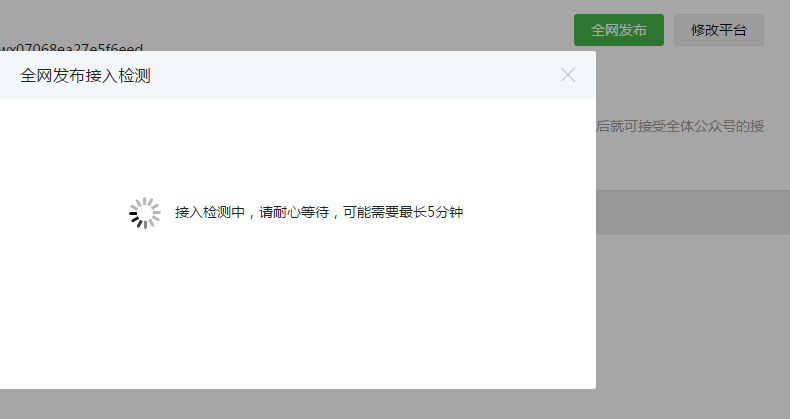 全网发布 修改平台
wx07068ea27e5f6eed
全网发布接入检测
后就可接受全体公众号的授
接入检测中，请耐心等待，可能需要最长5分钟